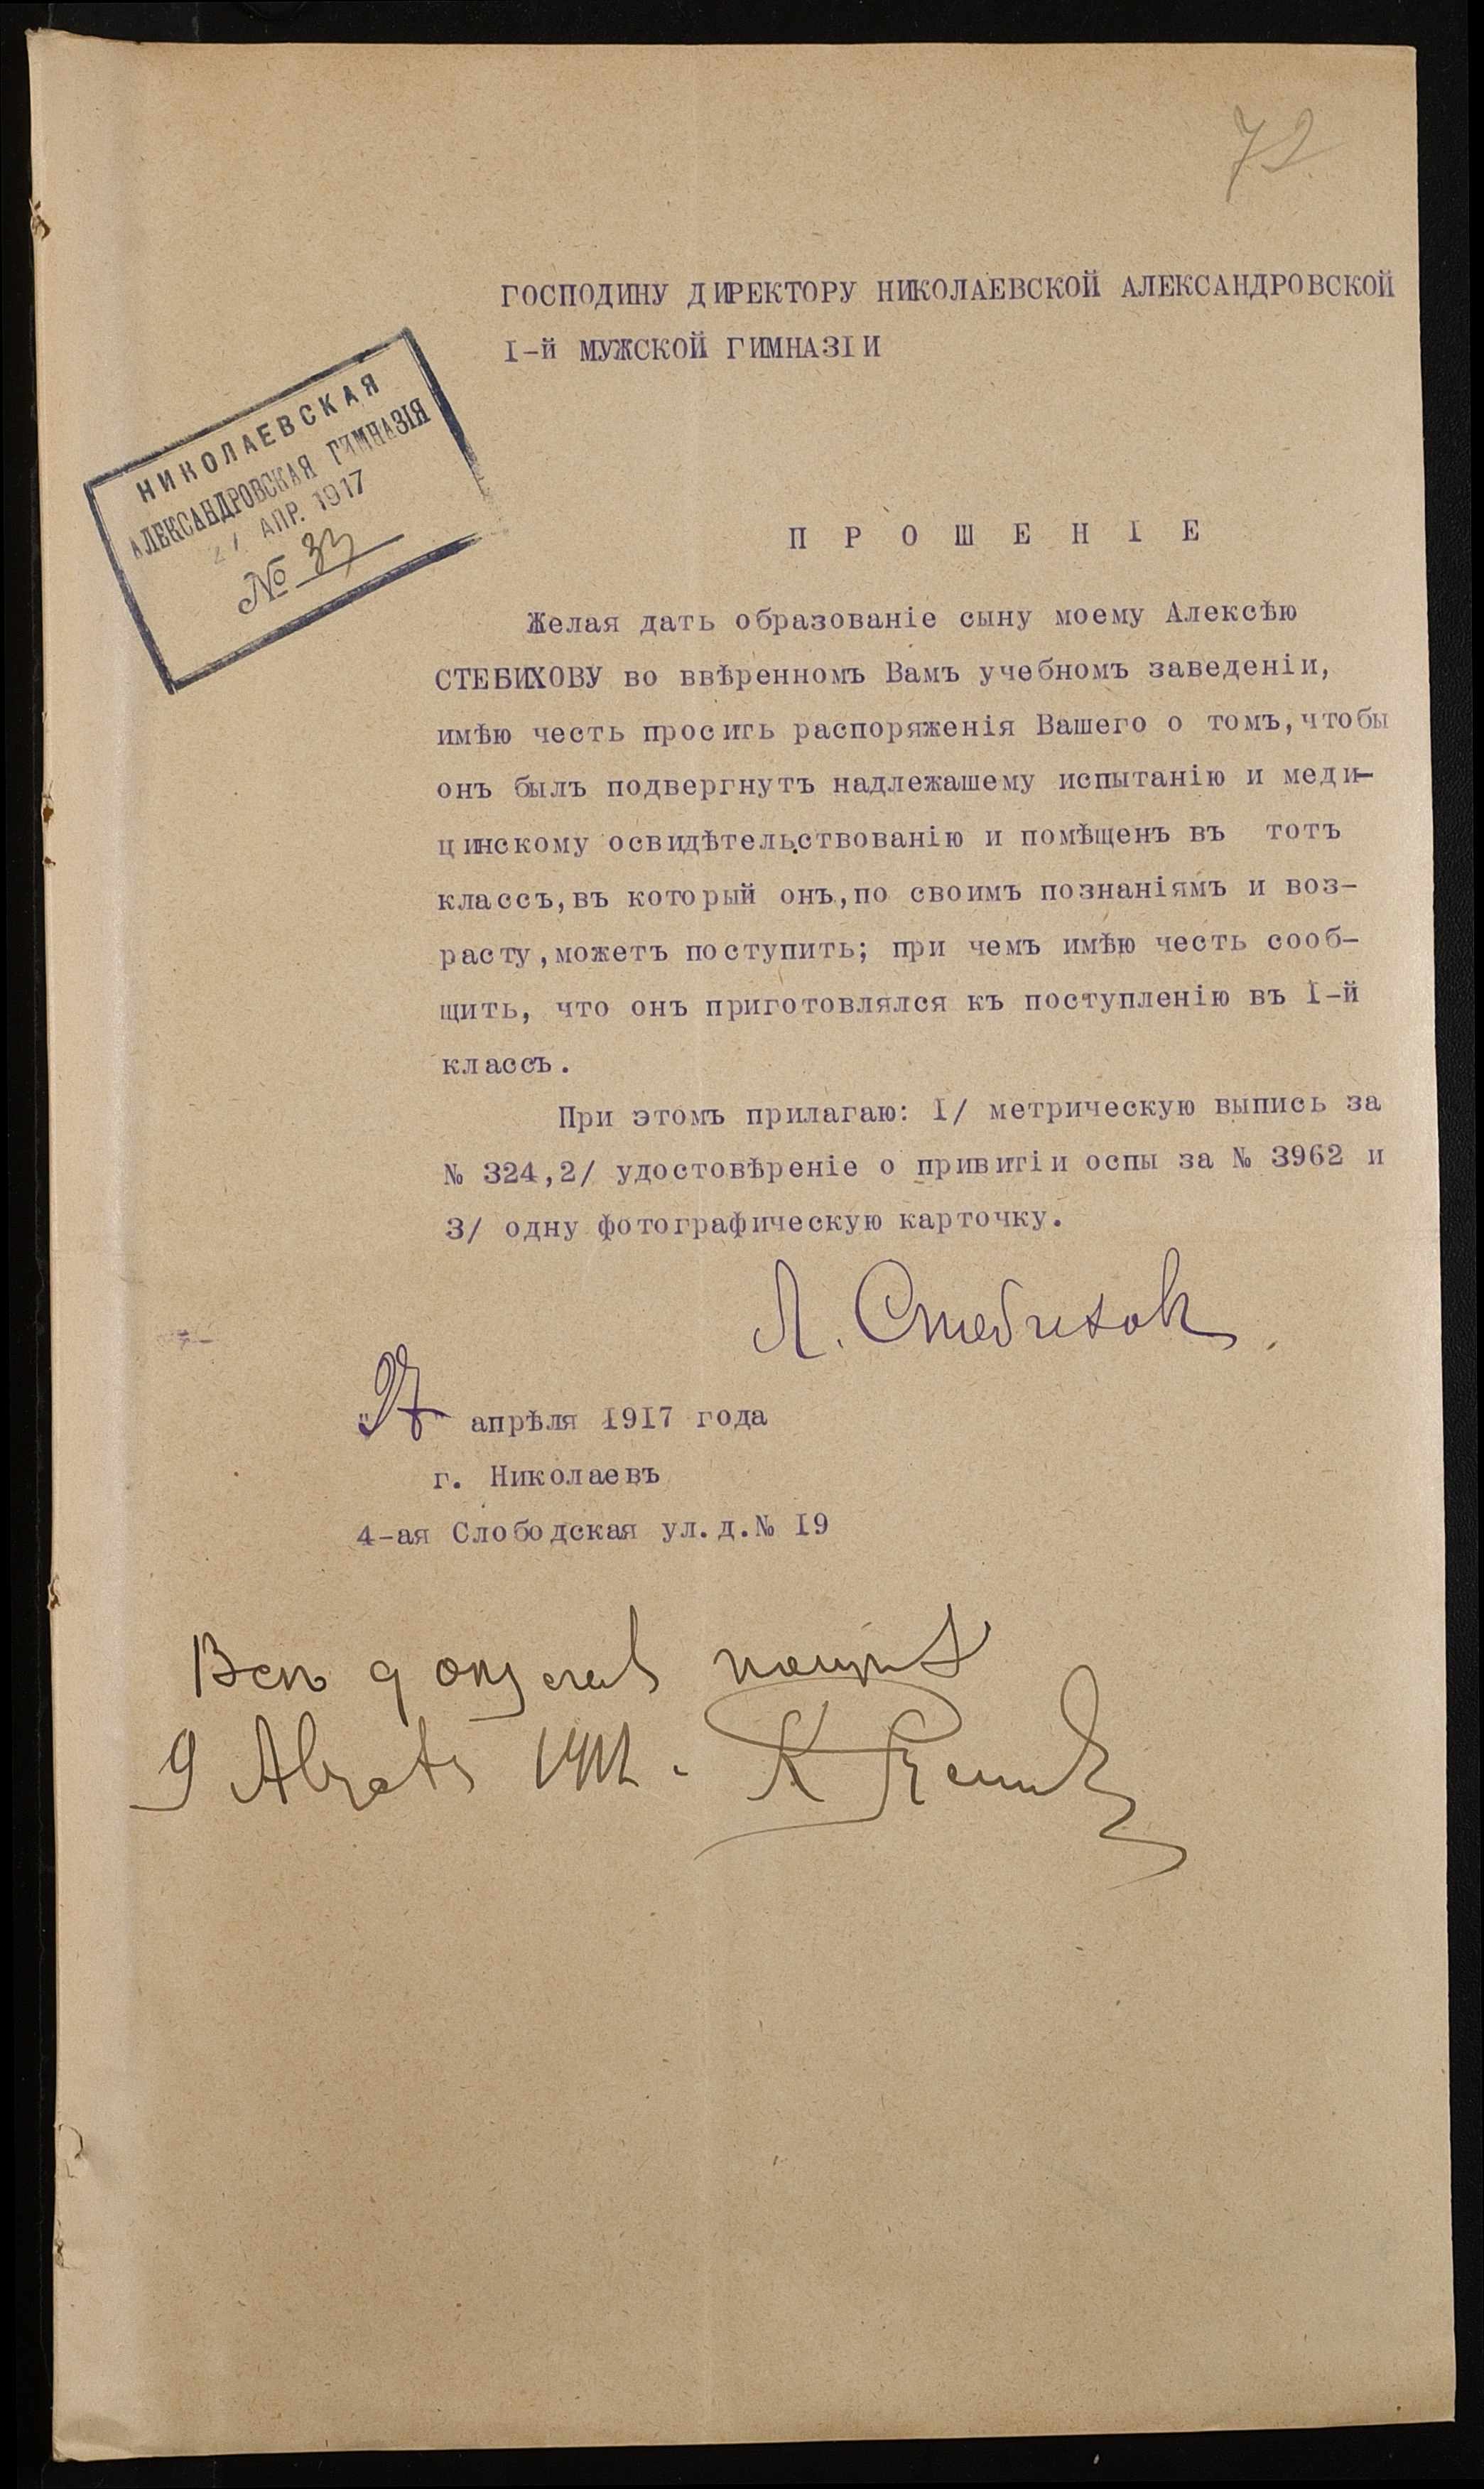 72
ГОСПОДИНУ ДИРЕКТОРУ НИКОЛАЕВСКОЙ АЛЕКСАНДРОВСКОЙ
I-й МУЖСКОЙ ГИМНАЗIИ
НИКОЛАЕВСКАЯ
АЛЕКСАНДРОВСКАЯ ГИМНАЗІЯ
27 АПР. 1917
№ 33
П Р О Ш Е Н I Е
Желая дать образованіе сыну моему Алексѣю
СТЕБИХОВУ во ввѣренномъ Вамъ учебномъ заведеніи,
имѣю честь просить распоряженія Вашего о томъ,чтобы
онъ былъ подвергнутъ надлежашему испытанію и меди-
цинскому освидѣтельствованію и помѣщенъ въ тотъ
классъ,въ который онъ,по своимъ познаніямъ и воз-
расту,можетъ поступить; при чемъ имѣю честь сооб-
щить, что онъ приготовлялся къ поступленію въ I-й
классъ.
При этомъ прилагаю: I/ метрическую выпись за
№ 324,2/ удостовѣреніе о привитіи оспы за № 3962 и
3/ одну фотографическую карточку.
Л. Стебихов
"27" апрѣля 1917 года
г. Николаевъ
4-ая Слободская ул.д.№ I9
9